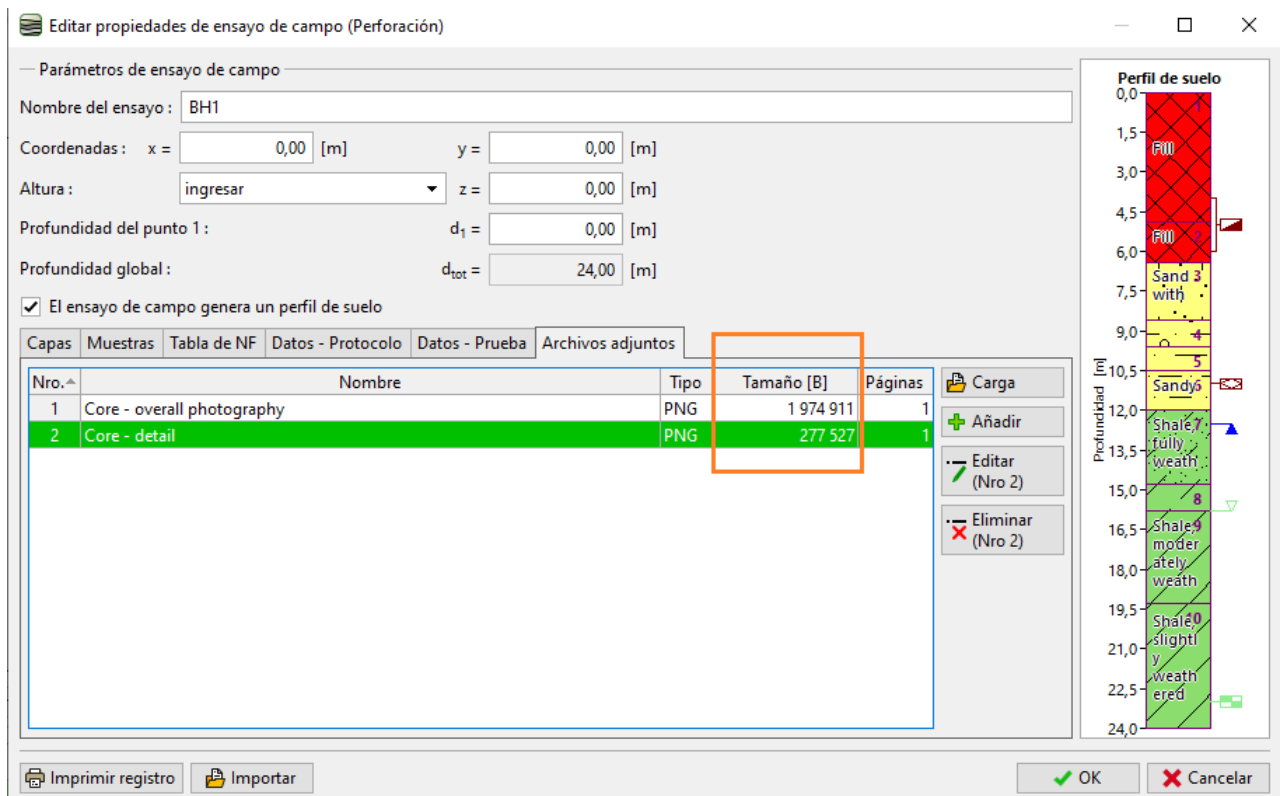 Editar propiedades de ensayo de campo (Perforación)
Parámetros de ensayo de campo
Nombre del ensayo : BH1
Coordenadas : x = 0,00 [m] y = 0,00 [m]
Altura : ingresar z = 0,00 [m]
Profundidad del punto 1 : d1 = 0,00 [m]
Profundidad global : dtot = 24,00 [m]
El ensayo de campo genera un perfil de suelo
Capas Muestras Tabla de NF Datos - Protocolo Datos - Prueba Archivos adjuntos
Nro. Nombre Tipo Tamaño [B] Páginas
1 Core - overall photography PNG 1 974 911 1
2 Core - detail PNG 277 527 1
Carga
Añadir
Editar
(Nro 2)
Eliminar
(Nro 2)
Perfil de suelo
Profundidad [m]
0,0
1
1,5
Fill
3,0
4,5
Fill 2
6,0
Sand 3
7,5
with
9,0
4
5
10,5
Sandy 6
12,0
Shale, 7
fully
13,5
weath
15,0
8
16,5
Shale, 9
moder
ately
18,0
weath
19,5
Shale, 10
slightl
21,0
y
weath
22,5
ered
24,0
Imprimir registro Importar OK Cancelar